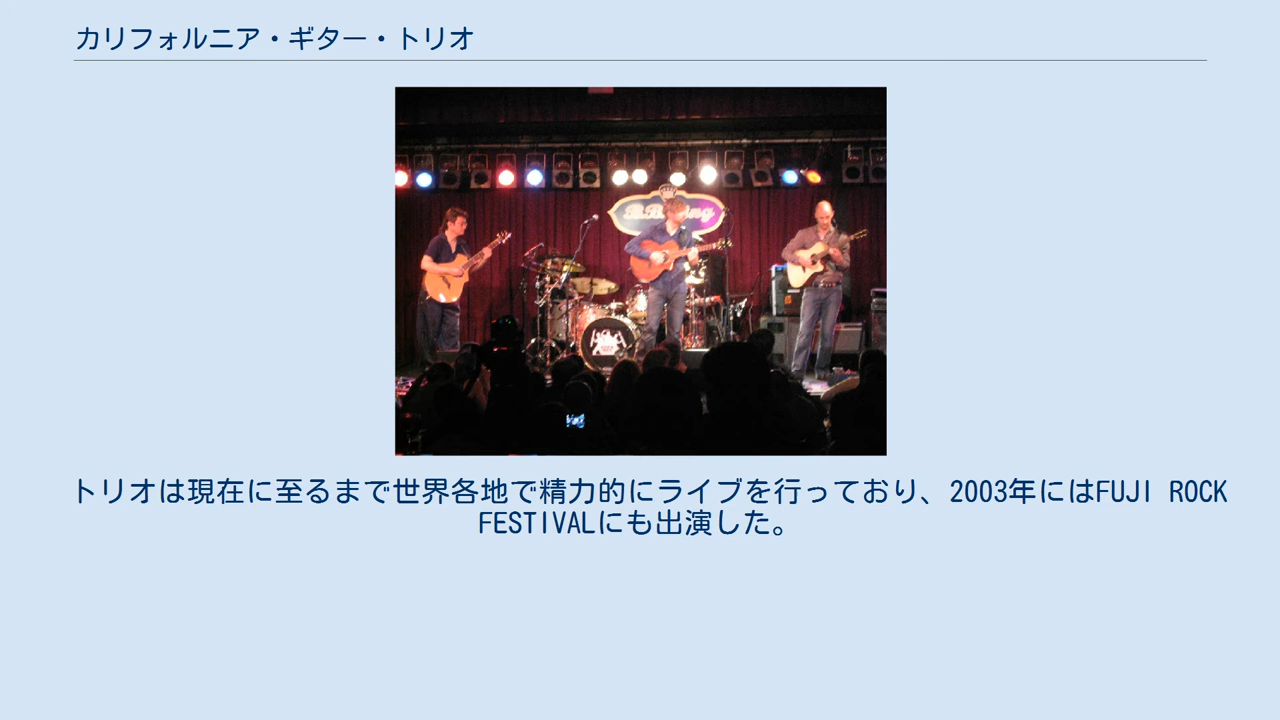 カリフォルニア・ギター・トリオ
B.B. King
トリオは現在に至るまで世界各地で精力的にライブを行っており、2003年にはFUJI ROCK
FESTIVALにも出演した。